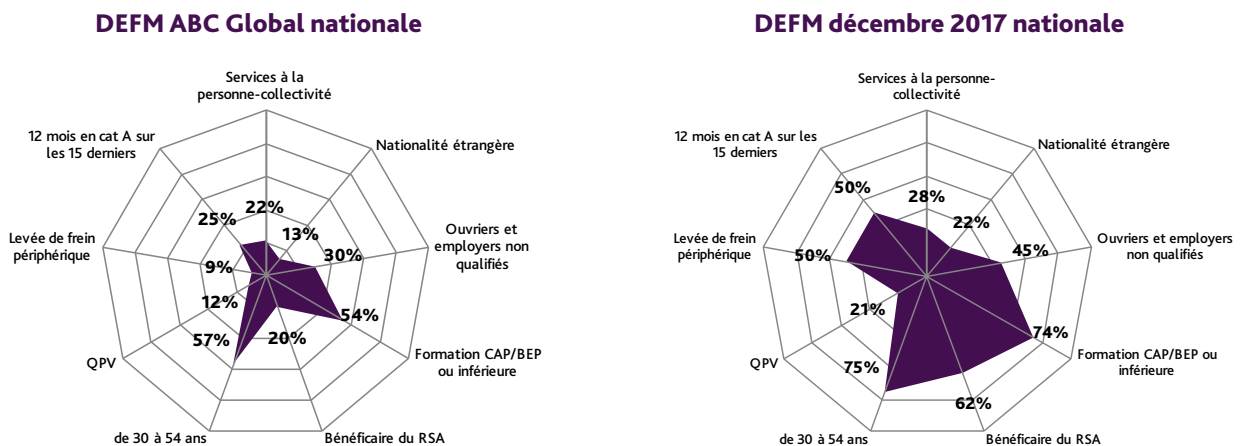 DEFM ABC Global nationale
Services à la
personne-collectivité
12 mois en cat A sur
les 15 derniers
Nationalité étrangère
22%
25%
13%
Levée de frein
périphérique
Ouvriers et
employers non
qualifiés
30%
9%
12%
54%
57%
20%
QPV
Formation CAP/BEP
ou inférieure
de 30 à 54 ans
Bénéficaire du RSA
DEFM décembre 2017 nationale
Services à la personne-
collectivité
12 mois en cat A sur les
15 derniers
Nationalité étrangère
50%
28%
22%
Levée de frein
périphérique
Ouvriers et employers
non qualifiés
50%
45%
21%
74%
75%
62%
QPV
Formation CAP/BEP ou
inférieure
de 30 à 54 ans
Bénéficaire du RSA